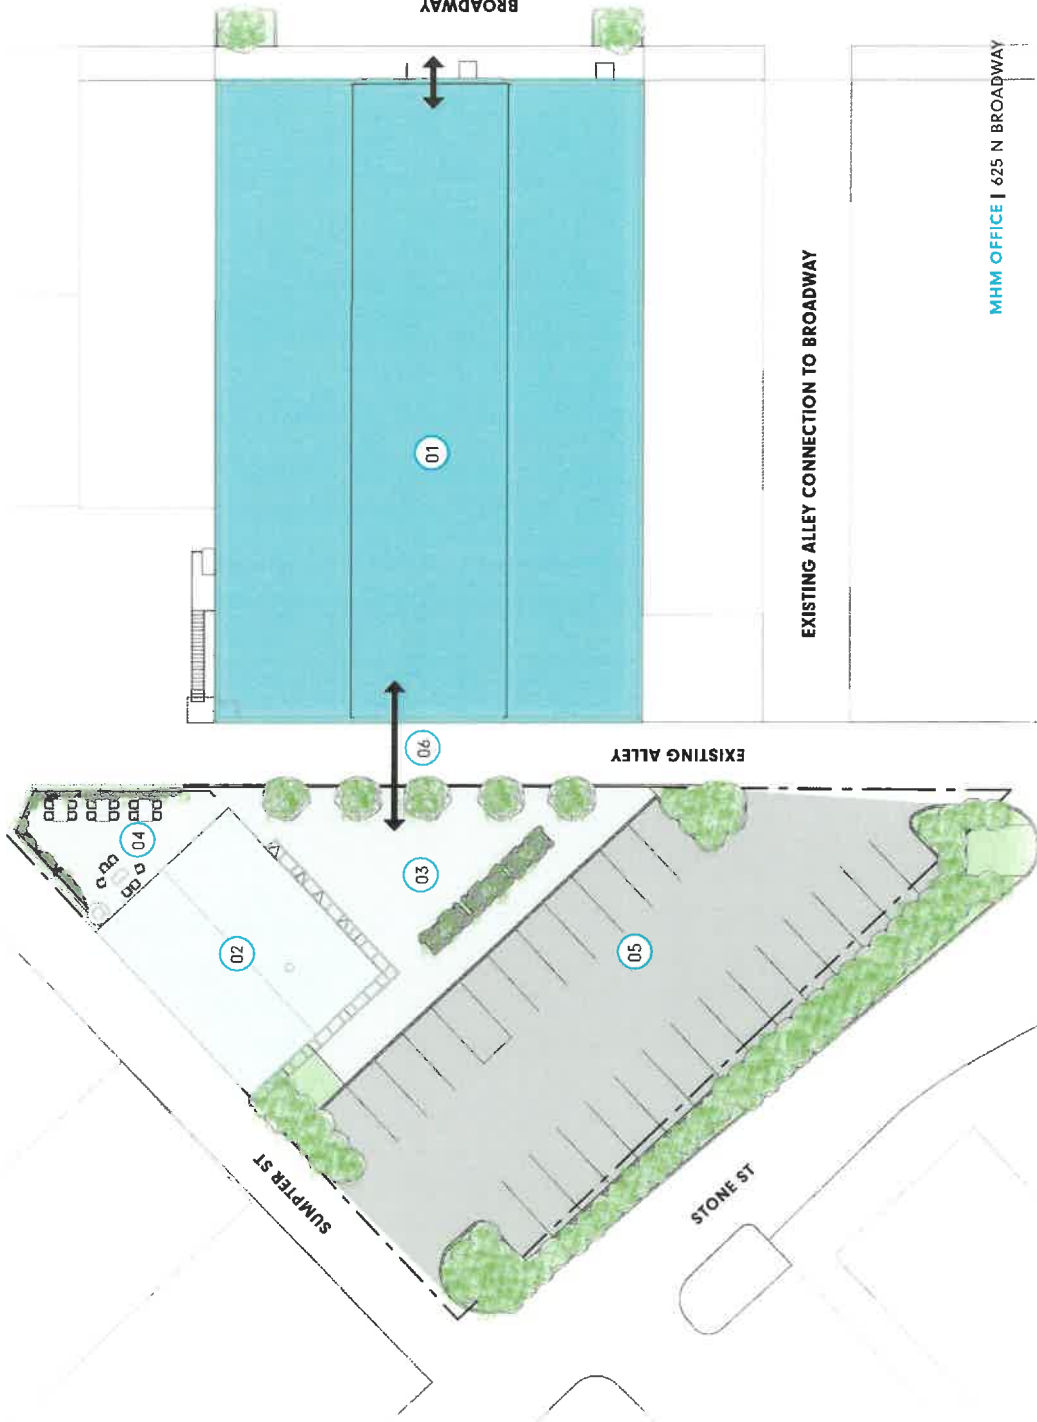 BROADWAY
MHM OFFICE | 625 N BROADWAY
01
EXISTING ALLEY CONNECTION TO BROADWAY
06
EXISTING ALLEY
04
03
02
05
SUMPTER ST
STONE ST